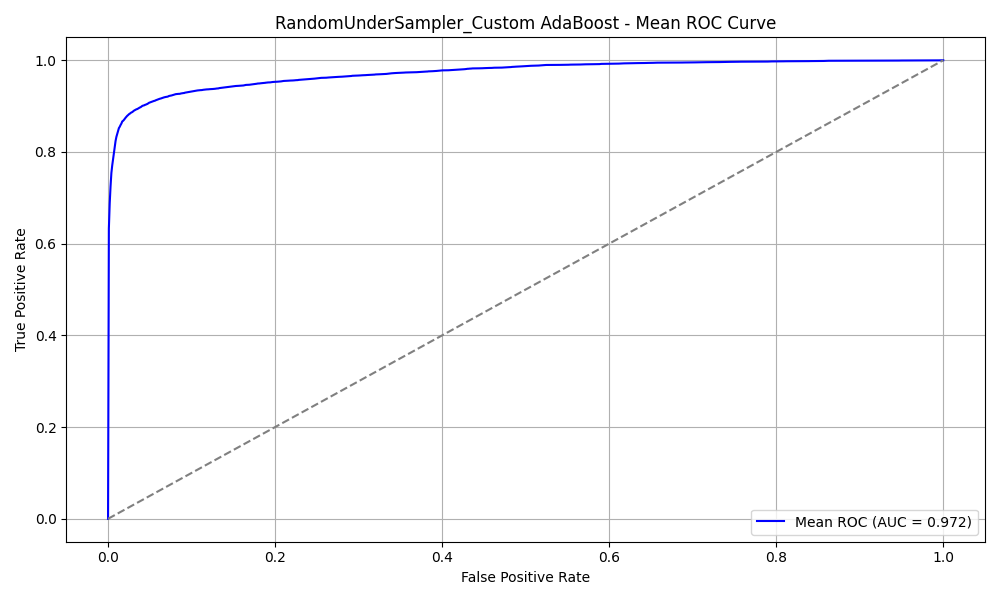 RandomUnderSampler_Custom AdaBoost - Mean ROC Curve
True Positive Rate
1.0
0.8
0.6
0.4
0.2
0.0
0.0 0.2 0.4 0.6 0.8 1.0
False Positive Rate
Mean ROC (AUC = 0.972)